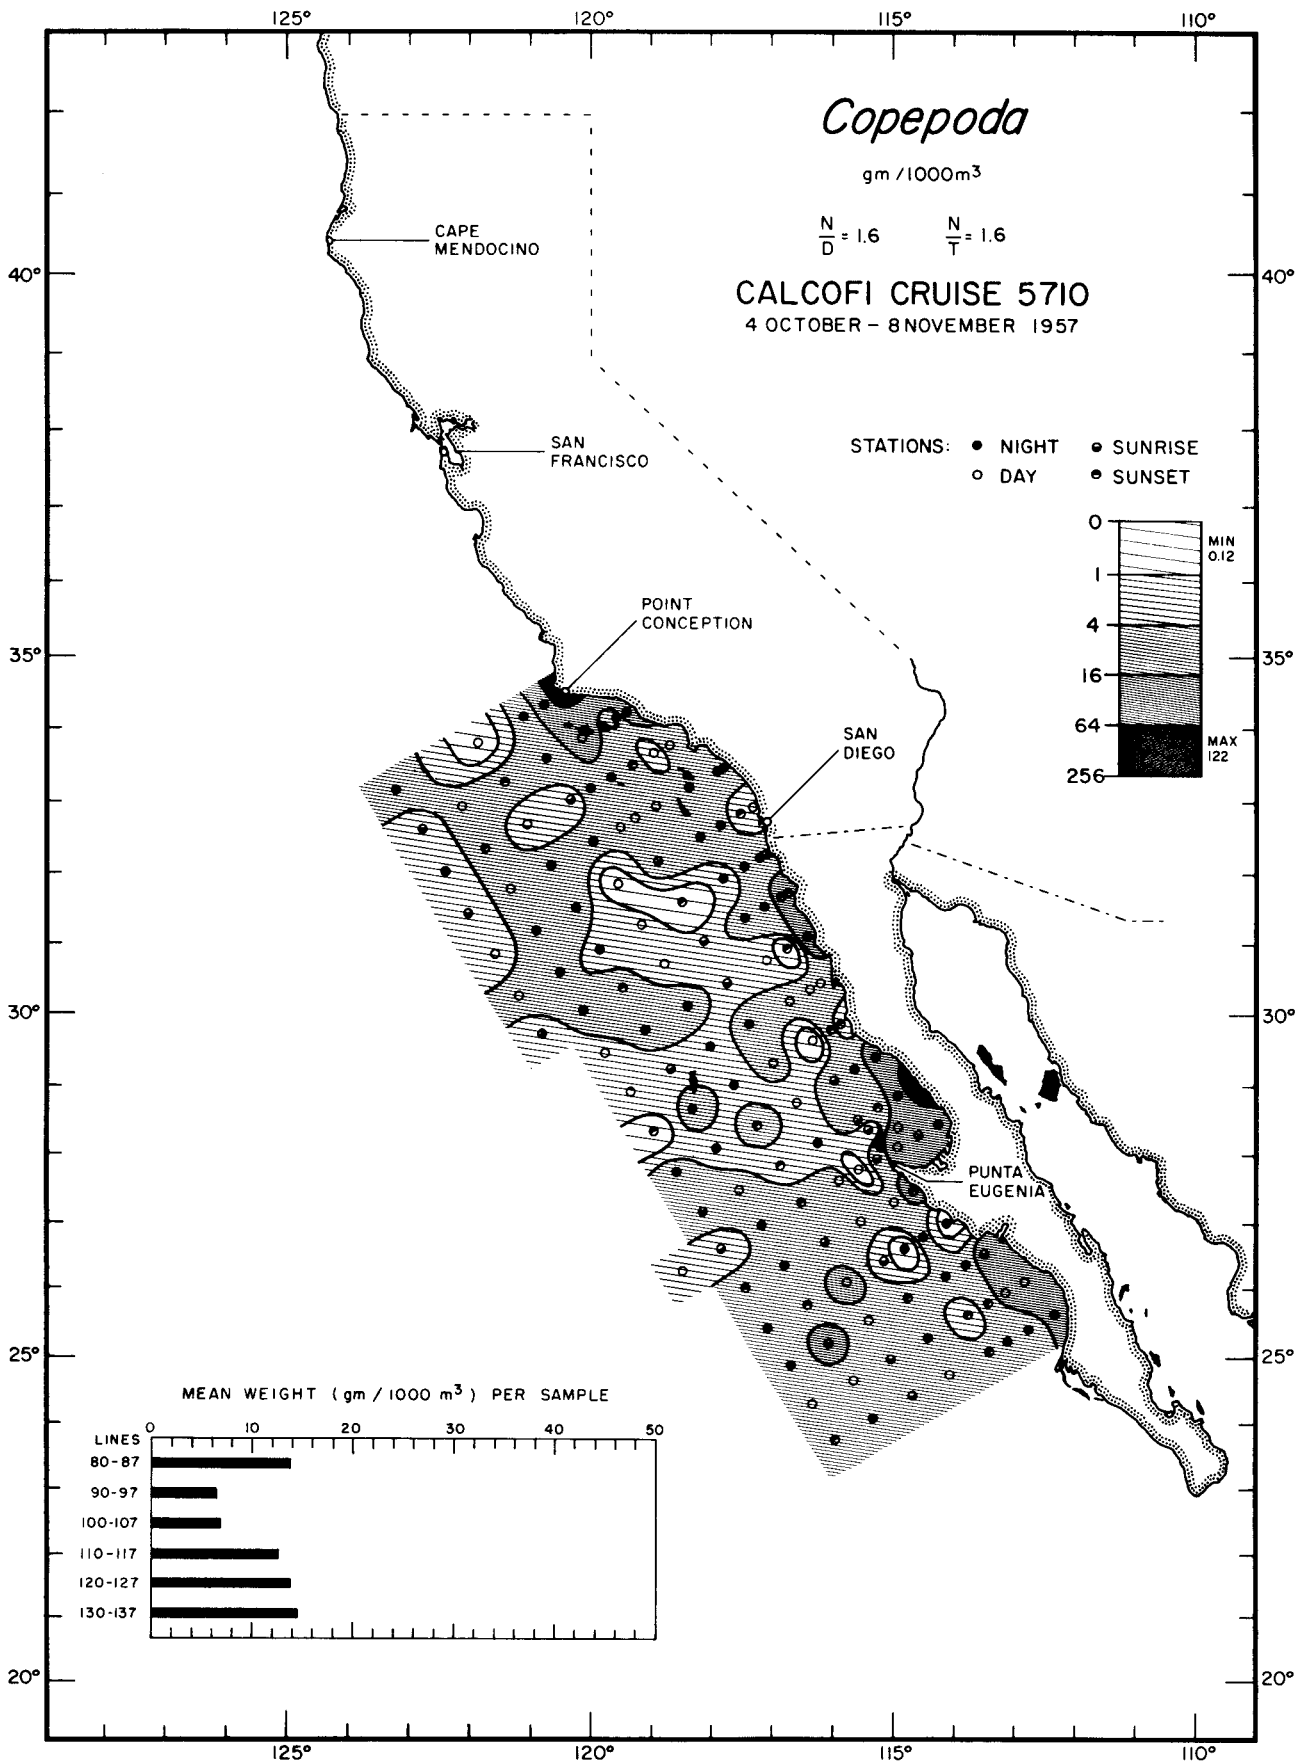 125° 120° 115° 110°
Copepoda
gm/1000m³
N/D = 1.6 N/T = 1.6
CALCOFI CRUISE 5710
4 OCTOBER – 8 NOVEMBER 1957
CAPE
MENDOCINO
40° 40°
SAN
FRANCISCO
STATIONS: NIGHT SUNRISE
DAY SUNSET
0
MIN
0.12
1
4
16
64
MAX
122
256
POINT
CONCEPTION
35° 35°
SAN
DIEGO
30° 30°
PUNTA
EUGENIA
25° 25°
MEAN WEIGHT (gm/1000 m³) PER SAMPLE
0 10 20 30 40 50
LINES
80-87
90-97
100-107
110-117
120-127
130-137
20° 20°
125° 120° 115° 110°